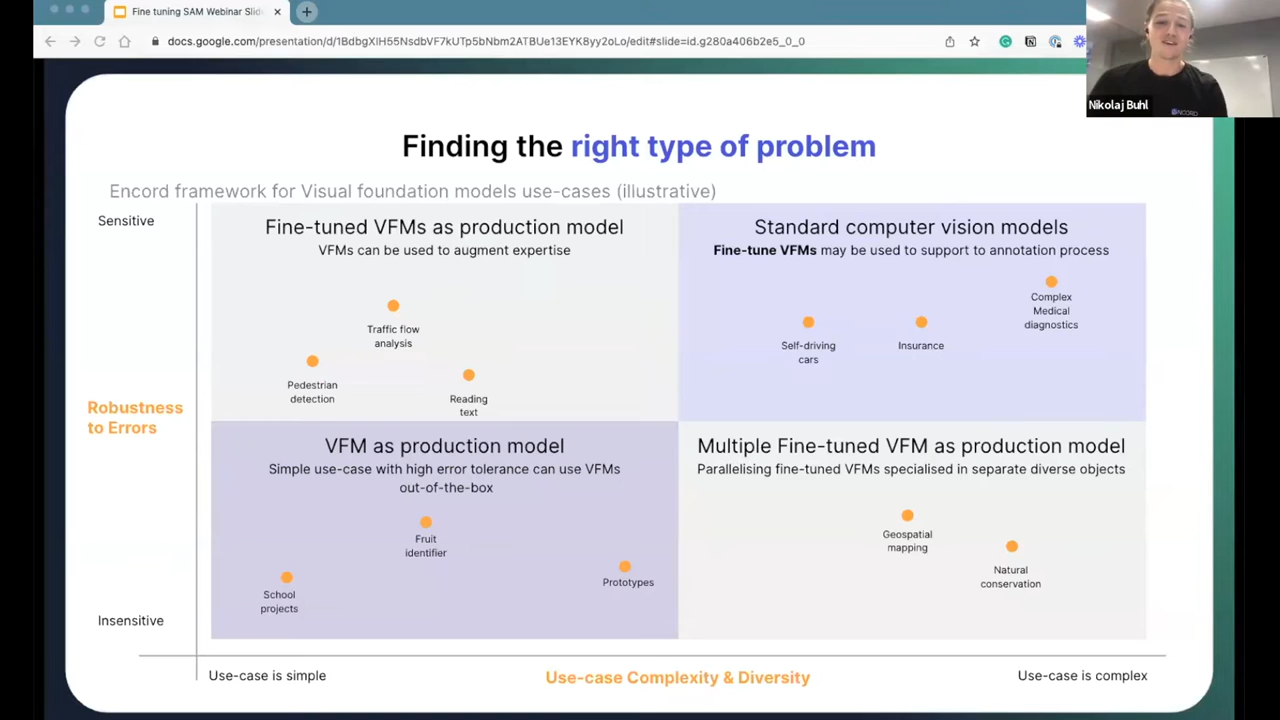 Fine tuning SAM Webinar Slid
docs.google.com/presentation/d/1BdbgXlH55NsdbVF7kUTp5bNbm2ATBUe13EYK8yy2oLo/edit#slide=id.g280a406b2e5_0_0
Nikolaj Buhl
Finding the right type of problem
Encord framework for Visual foundation models use-cases (illustrative)
Sensitive
Fine-tuned VFMs as production model
VFMs can be used to augment expertise
Traffic flow
analysis
Pedestrian
detection
Reading
text
Standard computer vision models
Fine-tune VFMs may be used to support to annotation process
Complex
Medical
diagnostics
Self-driving
cars
Insurance
Robustness
to Errors
VFM as production model
Simple use-case with high error tolerance can use VFMs
out-of-the-box
Fruit
identifier
School
projects
Prototypes
Multiple Fine-tuned VFM as production model
Parallelising fine-tuned VFMs specialised in separate diverse objects
Geospatial
mapping
Natural
conservation
Insensitive
Use-case is simple
Use-case Complexity & Diversity
Use-case is complex